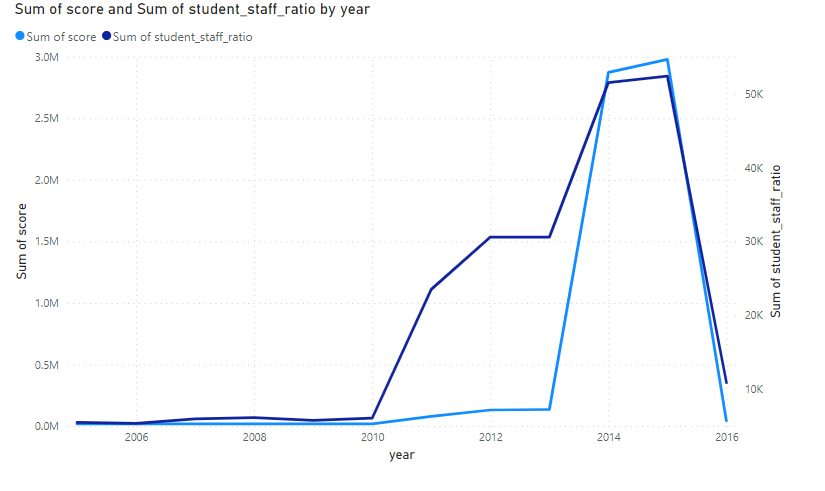 Sum of score and Sum of student_staff_ratio by year
Sum of score Sum of student_staff_ratio
3.0M
2.5M
2.0M
1.5M
1.0M
0.5M
0.0M
Sum of score
50K
40K
30K
20K
10K
Sum of student_staff_ratio
2006 2008 2010 2012 2014 2016
year